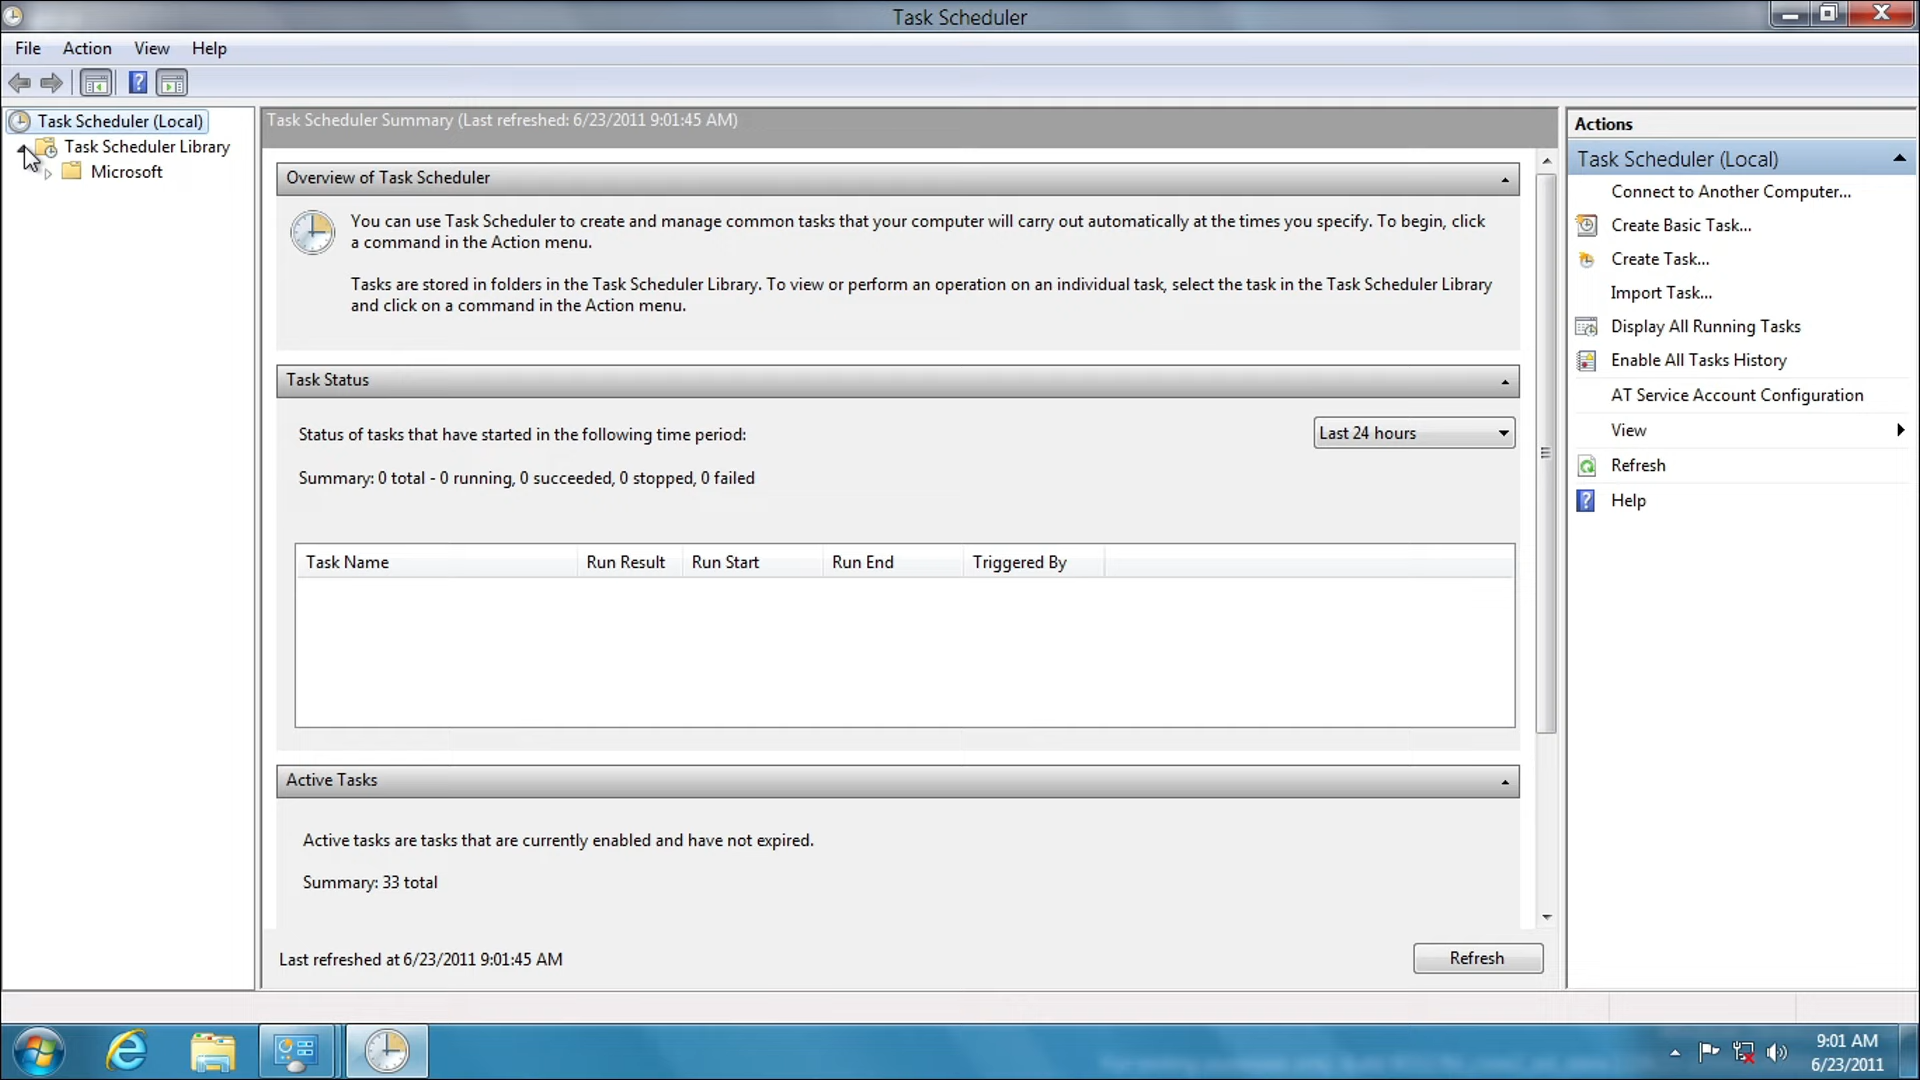 Task Scheduler
File Action View Help
Task Scheduler (Local)
Task Scheduler Library
Microsoft
Task Scheduler Summary (Last refreshed: 6/23/2011 9:01:45 AM)
Overview of Task Scheduler
You can use Task Scheduler to create and manage common tasks that your computer will carry out automatically at the times you specify. To begin, click
a command in the Action menu.
Tasks are stored in folders in the Task Scheduler Library. To view or perform an operation on an individual task, select the task in the Task Scheduler Library
and click on a command in the Action menu.
Task Status
Status of tasks that have started in the following time period:
Last 24 hours
Summary: 0 total - 0 running, 0 succeeded, 0 stopped, 0 failed
Task Name Run Result Run Start Run End Triggered By
Active Tasks
Active tasks are tasks that are currently enabled and have not expired.
Summary: 33 total
Last refreshed at 6/23/2011 9:01:45 AM
Refresh
Actions
Task Scheduler (Local)
Connect to Another Computer...
Create Basic Task...
Create Task...
Import Task...
Display All Running Tasks
Enable All Tasks History
AT Service Account Configuration
View
Refresh
Help
9:01 AM
6/23/2011